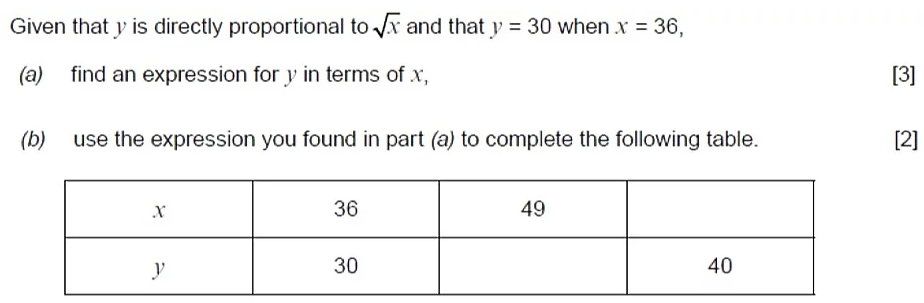 Given that y is directly proportional to √x and that y = 30 when x = 36,
(a) find an expression for y in terms of x, [3]
(b) use the expression you found in part (a) to complete the following table. [2]
x 36 49
y 30 40